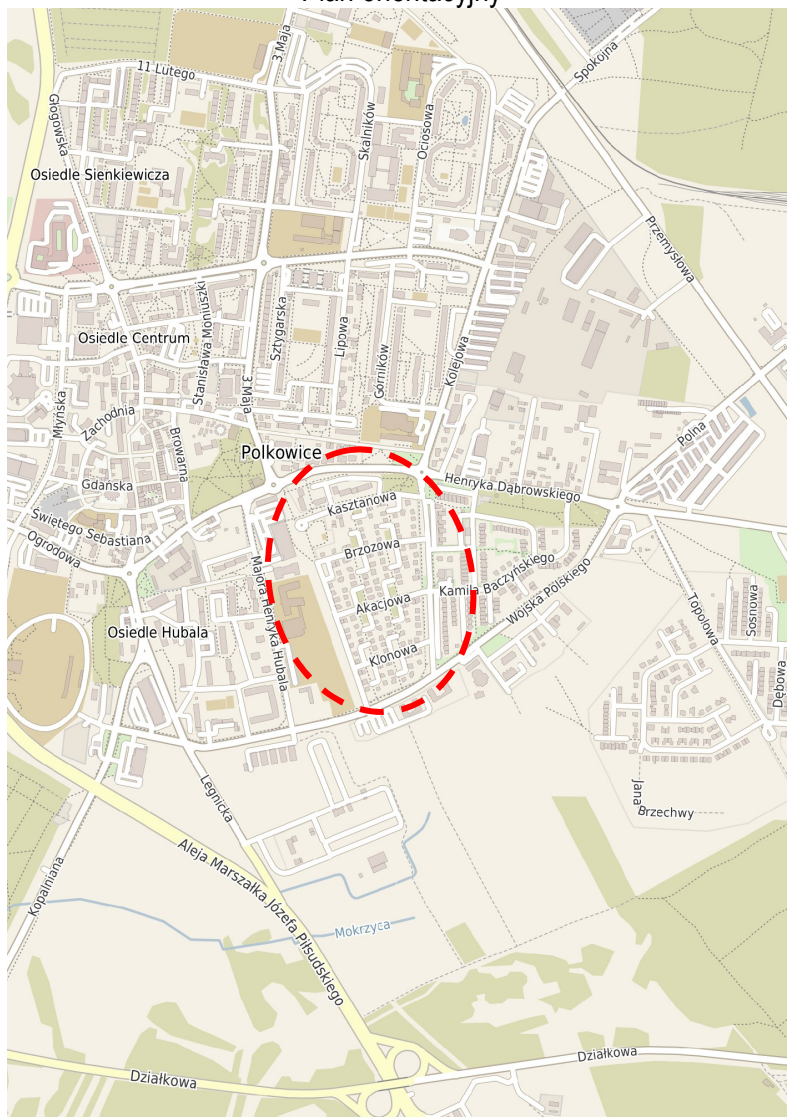 Plan orientacyjny
3 Maja
11 Lutego
Spokojna
Głogowska
Skalników
Ociosowa
Osiedle Sienkiewicza
Przemysłowa
Stanisława Moniuszki
Sztygarska
Lipowa
Górników
Kolejowa
Osiedle Centrum
3 Maja
Młyńska
Zachodnia
Browarna
Polna
Polkowice
Gdańska
Henryka Dąbrowskiego
Kasztanowa
Świętego Sebastiana
Ogrodowa
Brzozowa
Majora Henryka Hubala
Kamila Baczyńskiego
Wojska Polskiego
Akacjowa
Topolowa
Sosnowa
Osiedle Hubala
Klonowa
Dębowa
Legnicka
Jana Brzechwy
Kopalniana
Aleja Marszałka Józefa Piłsudskiego
Mokrzyca
Działkowa
Działkowa